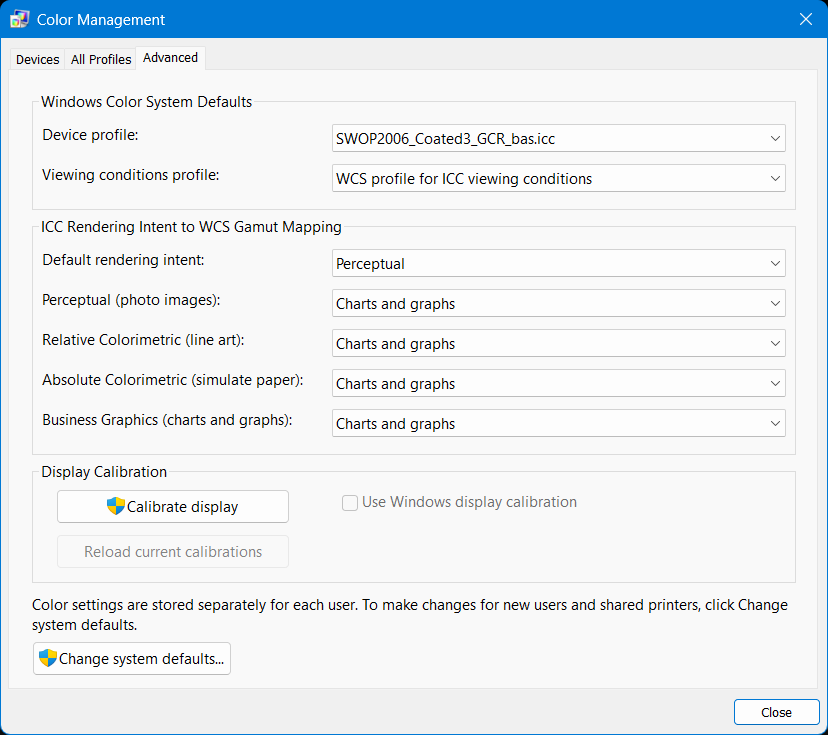 Color Management
Devices
All Profiles
Advanced
Windows Color System Defaults
Device profile:
SWOP2006_Coated3_GCR_bas.icc
Viewing conditions profile:
WCS profile for ICC viewing conditions
ICC Rendering Intent to WCS Gamut Mapping
Default rendering intent:
Perceptual
Perceptual (photo images):
Charts and graphs
Relative Colorimetric (line art):
Charts and graphs
Absolute Colorimetric (simulate paper):
Charts and graphs
Business Graphics (charts and graphs):
Charts and graphs
Display Calibration
Calibrate display
Use Windows display calibration
Reload current calibrations
Color settings are stored separately for each user. To make changes for new users and shared printers, click Change
system defaults.
Change system defaults...
Close